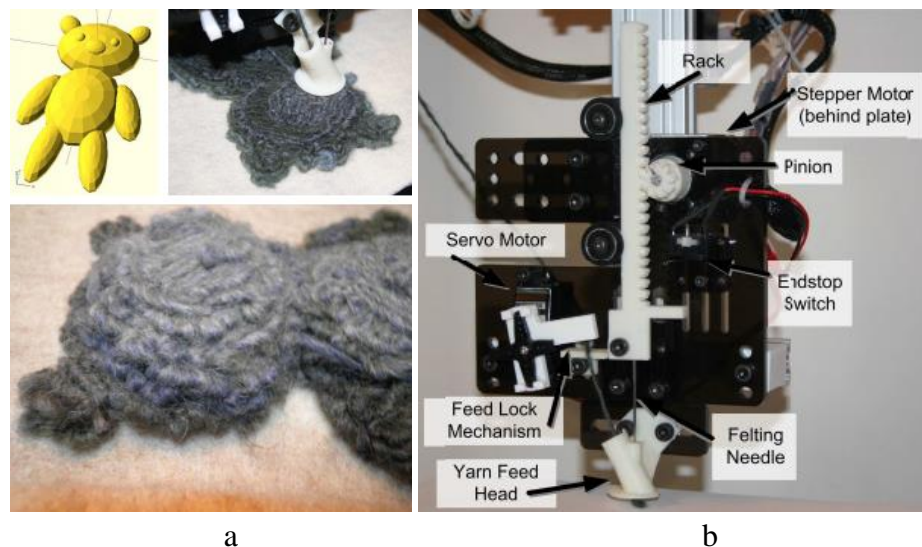 Rack
Stepper Motor
(behind plate)
Pinion
Servo Motor
Endstop
Switch
Feed Lock
Mechanism
Felting
Needle
Yarn Feed
Head
a
b